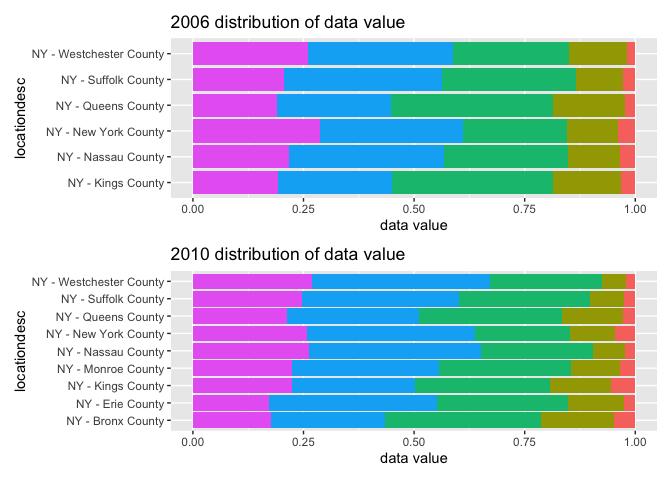 2006 distribution of data value
locationdesc
NY - Westchester County
NY - Suffolk County
NY - Queens County
NY - New York County
NY - Nassau County
NY - Kings County
0.00 0.25 0.50 0.75 1.00
data value
2010 distribution of data value
locationdesc
NY - Westchester County
NY - Suffolk County
NY - Queens County
NY - New York County
NY - Nassau County
NY - Monroe County
NY - Kings County
NY - Erie County
NY - Bronx County
0.00 0.25 0.50 0.75 1.00
data value